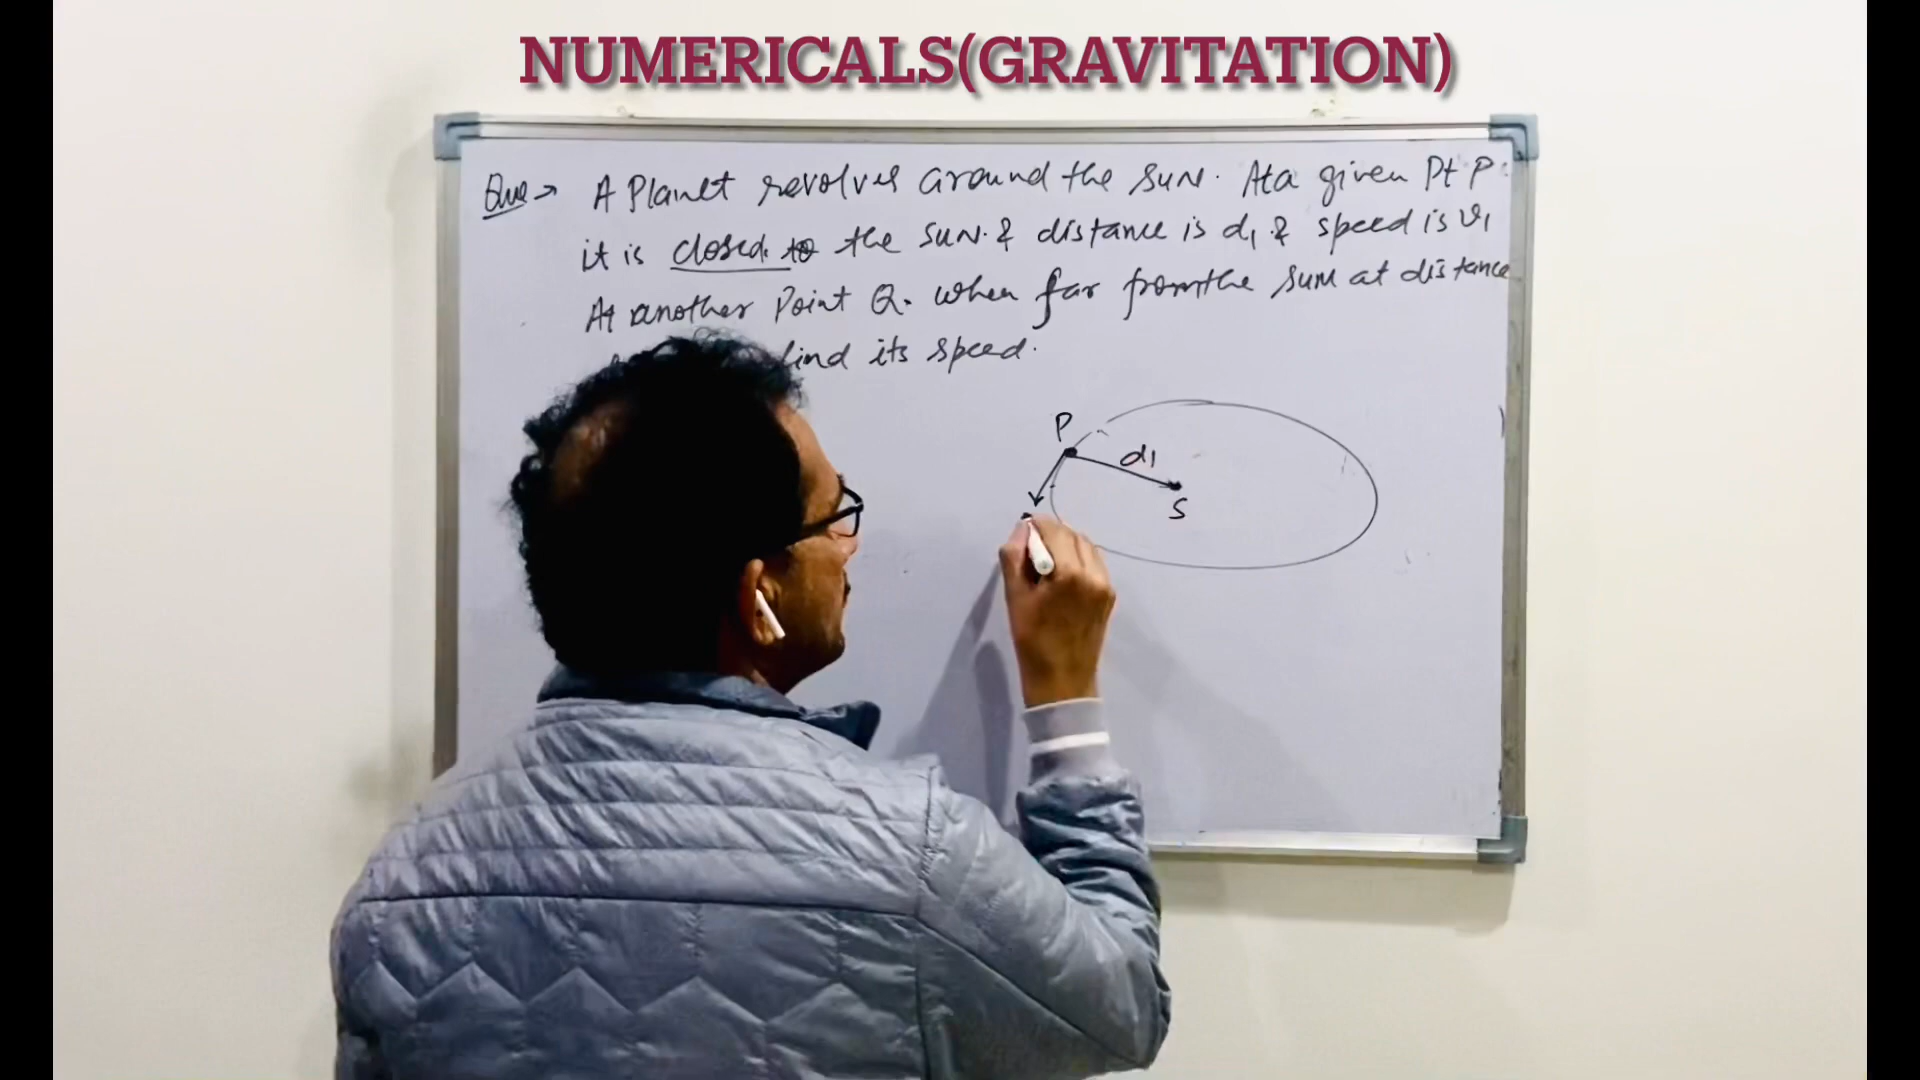 NUMERICALS(GRAVITATION)
Que → A Planet revolves around the sun. At a given Pt P.
it is closed. to the sun. & distance is d1 & speed is v1
At another Point Q. when far from the sun at distance
find its speed.
P
d1
S